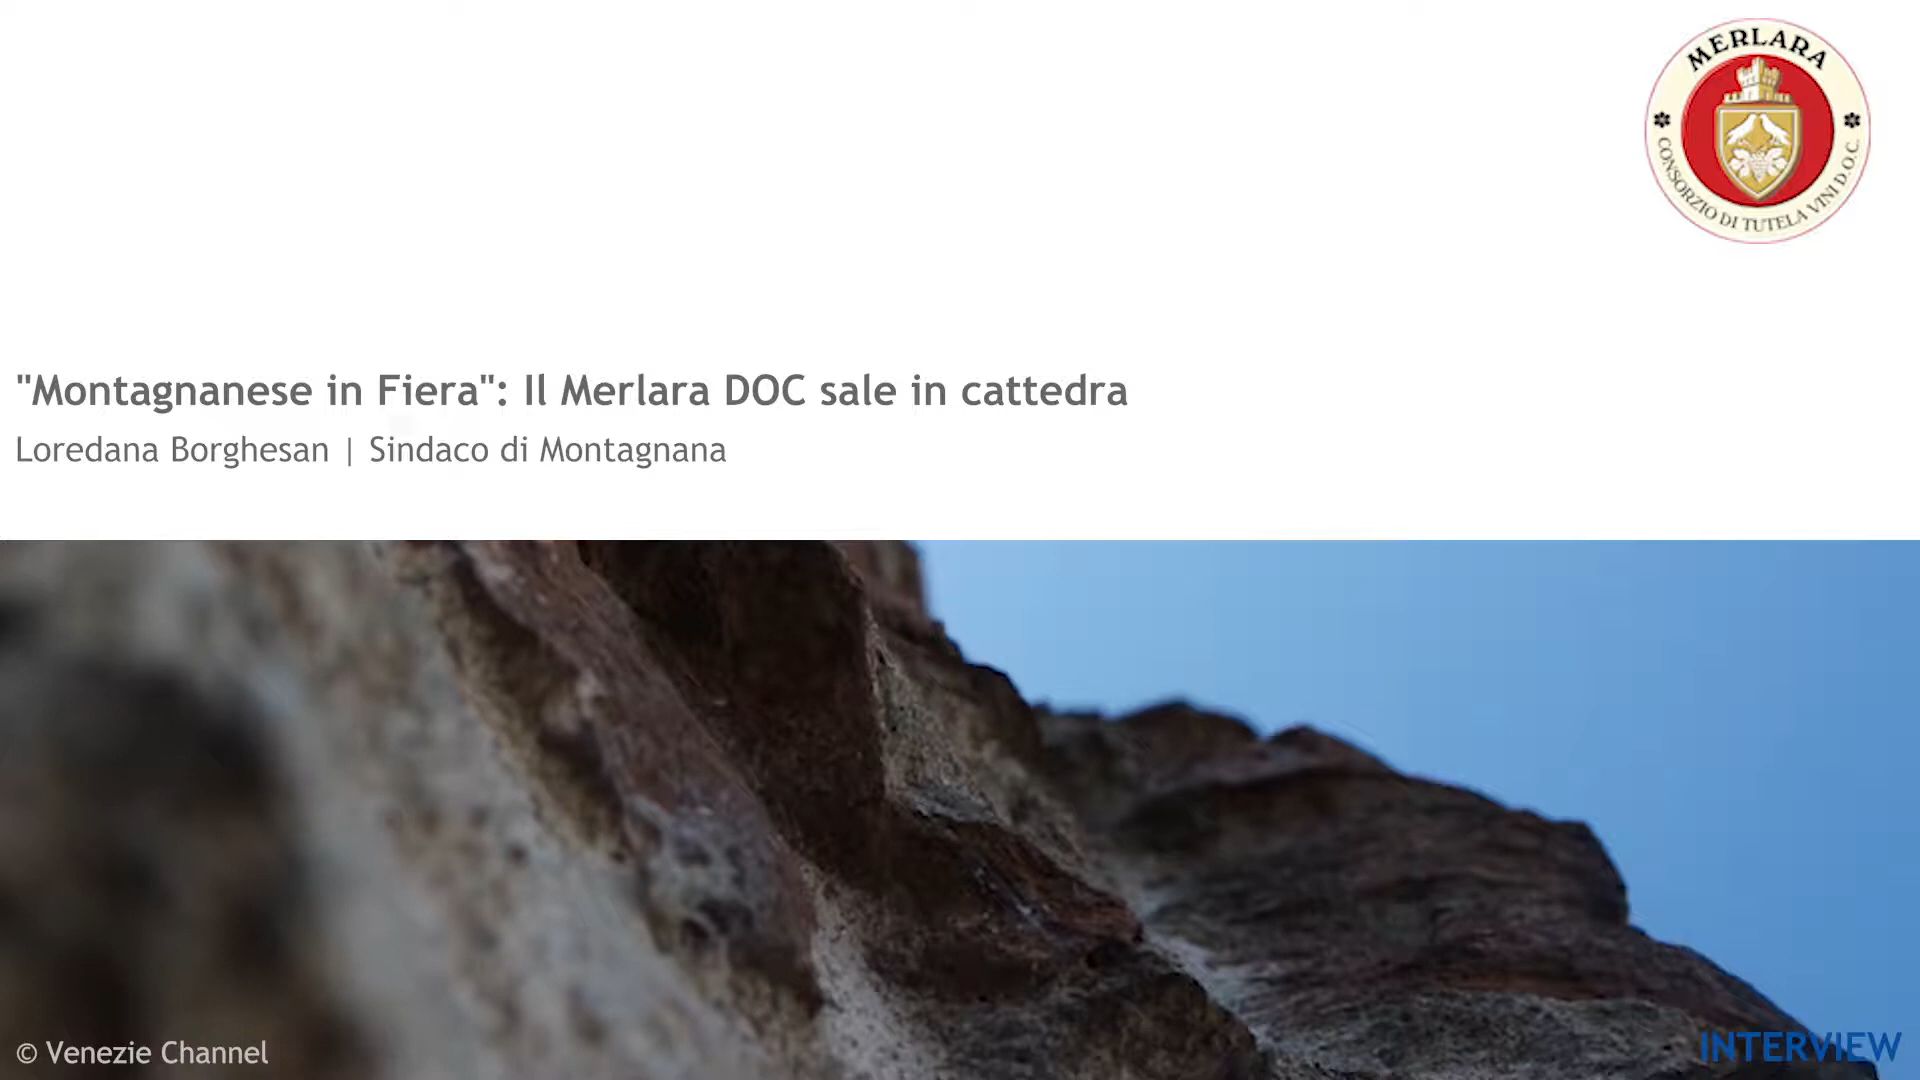 MERLARA
CONSORZIO DI TUTELA VINI D.O.C.
"Montagnanese in Fiera": Il Merlara DOC sale in cattedra
Loredana Borghesan | Sindaco di Montagnana
© Venezie Channel
INTERVIEW